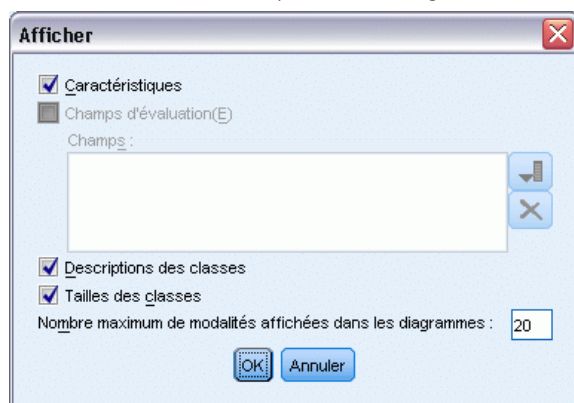 Afficher
Caractéristiques
Champs d'évaluation(E)
Champs :
Descriptions des classes
Tailles des classes
Nombre maximum de modalités affichées dans les diagrammes : 20
OK Annuler